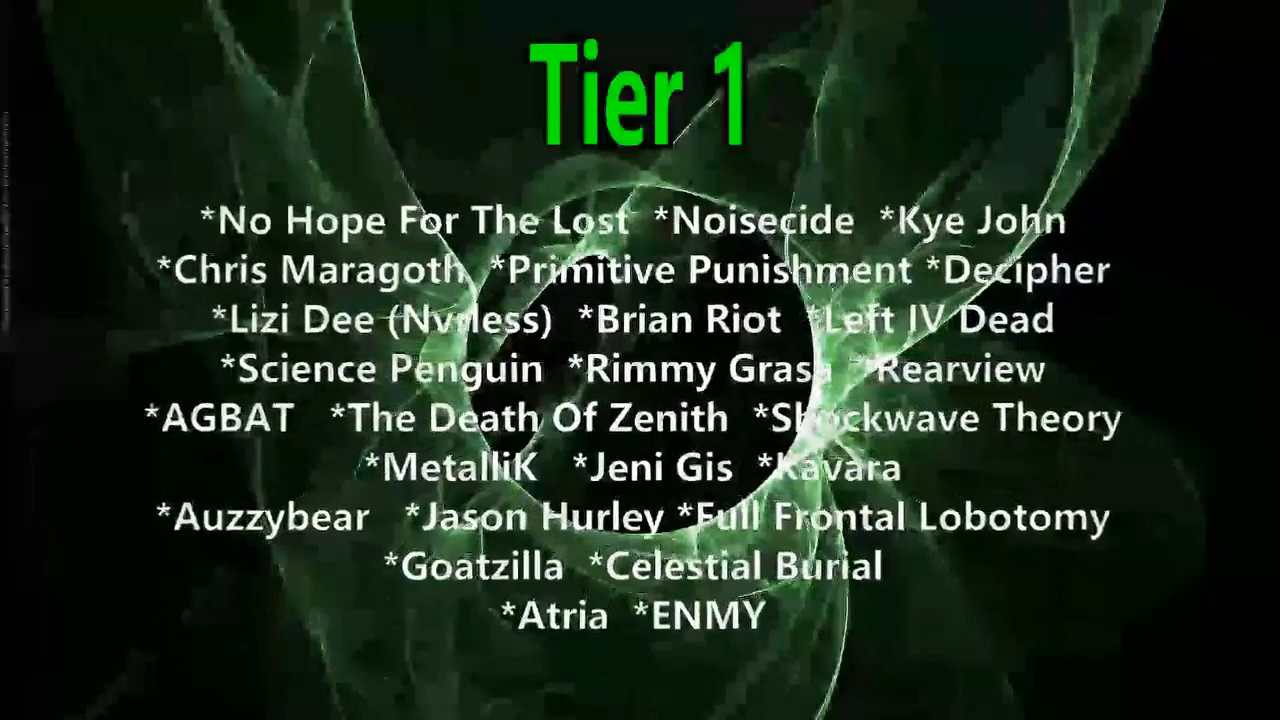 Tier 1
*No Hope For The Lost *Noisecide *Kye John
*Chris Maragoth *Primitive Punishment *Decipher
*Lizi Dee (Nvrless) *Brian Riot *Left IV Dead
*Science Penguin *Rimmy Grass *Rearview
*AGBAT *The Death Of Zenith *Shockwave Theory
*MetalliK *Jeni Gis *Kavara
*Auzzybear *Jason Hurley *Full Frontal Lobotomy
*Goatzilla *Celestial Burial
*Atria *ENMY